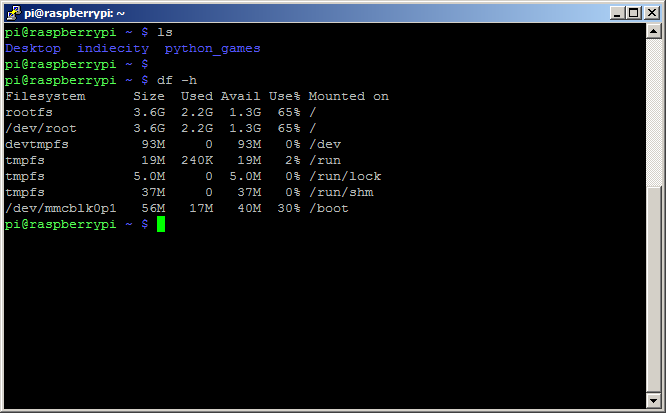 pi@raspberrypi: ~
pi@raspberrypi ~ $ ls
Desktop  indiecity  python_games
pi@raspberrypi ~ $
pi@raspberrypi ~ $ df -h
Filesystem      Size  Used Avail Use% Mounted on
rootfs          3.6G  2.2G  1.3G  65% /
/dev/root       3.6G  2.2G  1.3G  65% /
devtmpfs         93M     0   93M   0% /dev
tmpfs            19M  240K   19M   2% /run
tmpfs           5.0M     0  5.0M   0% /run/lock
tmpfs            37M     0   37M   0% /run/shm
/dev/mmcblk0p1   56M   17M   40M  30% /boot
pi@raspberrypi ~ $